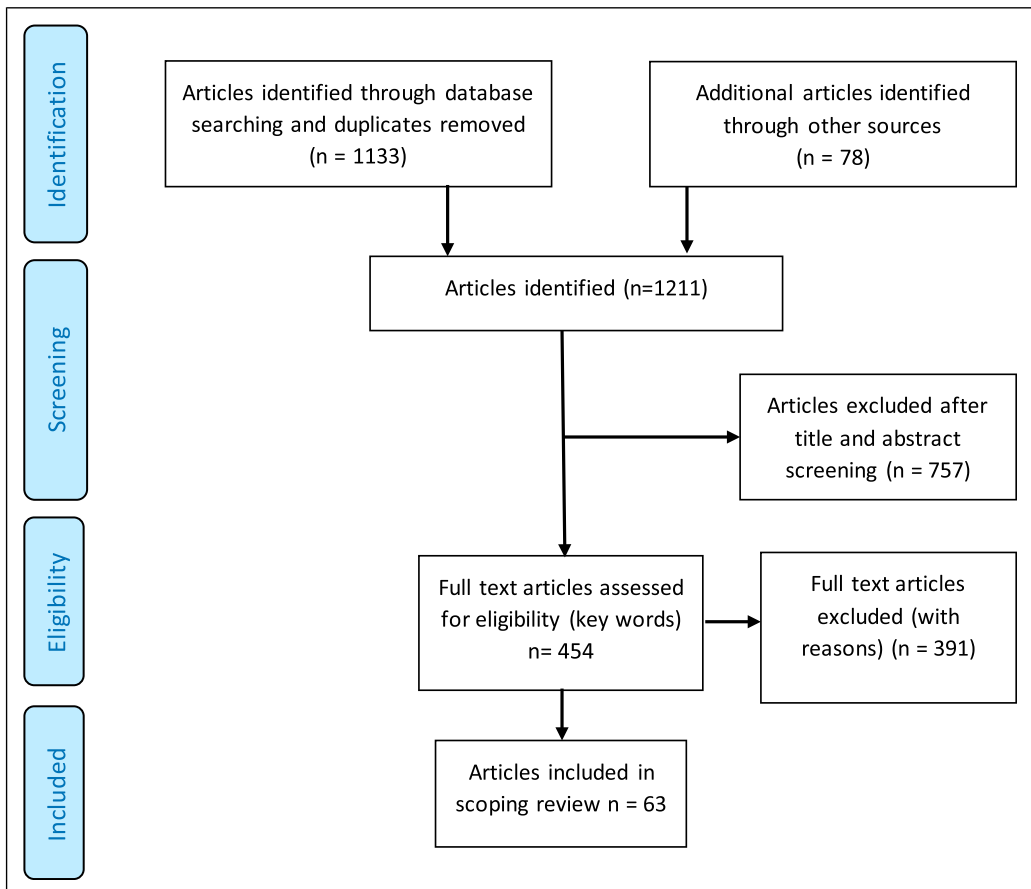 Identification
Articles identified through database
searching and duplicates removed
(n = 1133)
Additional articles identified
through other sources
(n = 78)
Screening
Articles identified (n=1211)
Articles excluded after
title and abstract
screening (n = 757)
Eligibility
Full text articles assessed
for eligibility (key words)
n= 454
Full text articles
excluded (with
reasons) (n = 391)
Included
Articles included in
scoping review n = 63